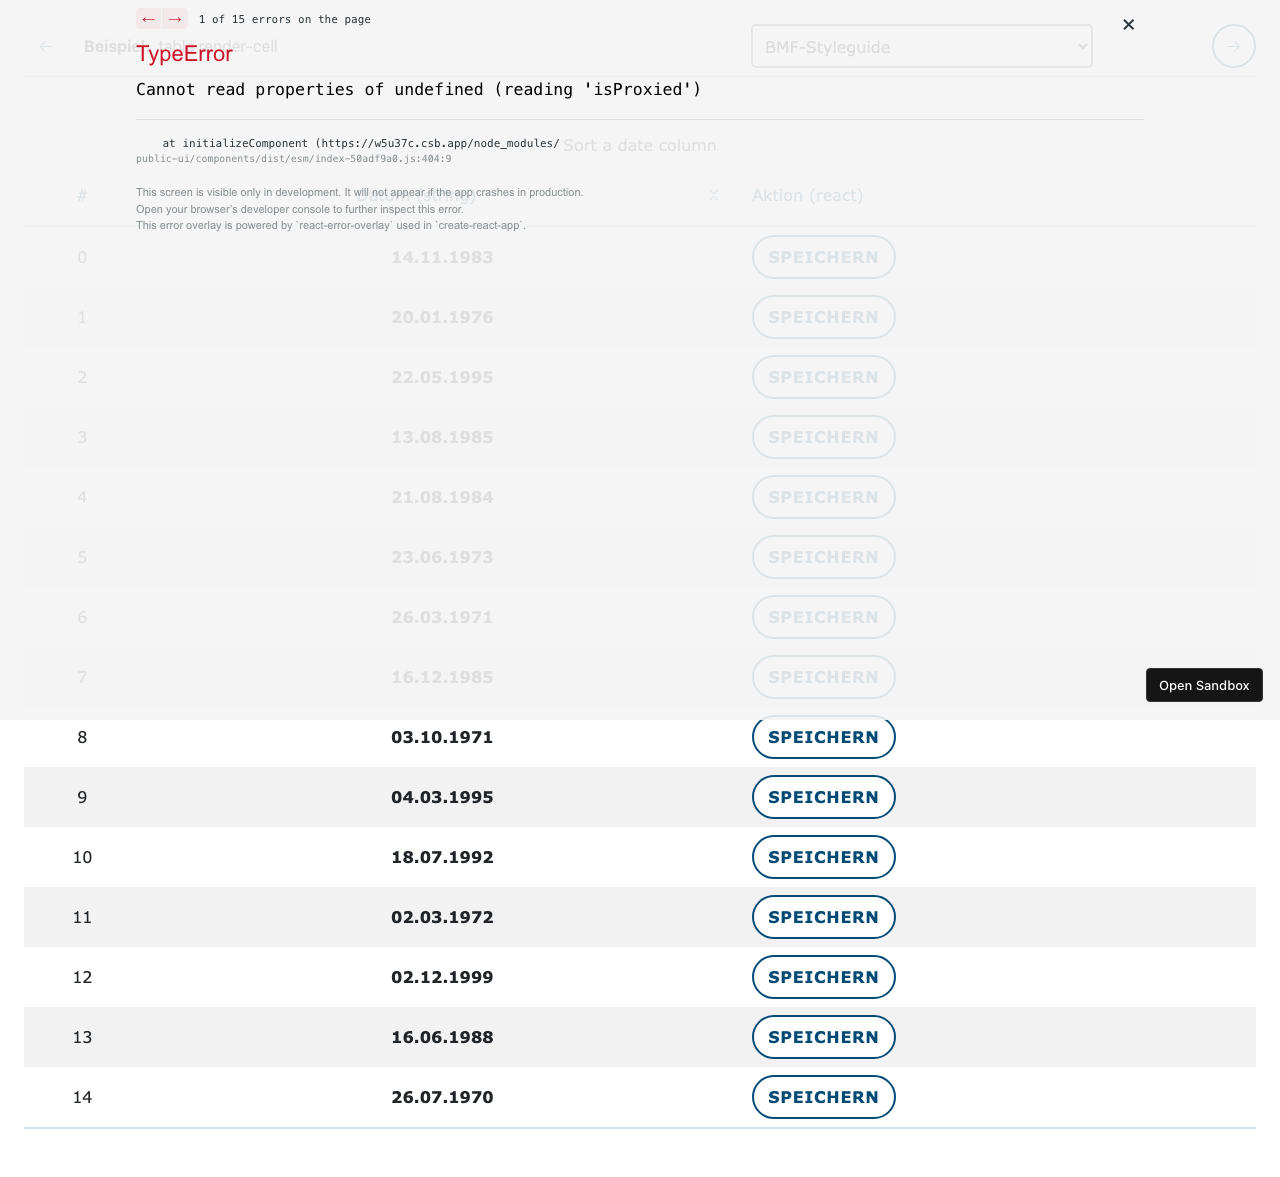 ← → 1 of 15 errors on the page
← Beispiel table render-cell BMF-Styleguide →
TypeError
Cannot read properties of undefined (reading 'isProxied')
at initializeComponent (https://w5u37c.csb.app/node_modules/
public-ui/components/dist/esm/index-50adf9a0.js:404:9
Sort a date column
This screen is visible only in development. It will not appear if the app crashes in production.
Open your browser’s developer console to further inspect this error.
This error overlay is powered by `react-error-overlay` used in `create-react-app`.
# Datum (string) Aktion (react)
0 14.11.1983 SPEICHERN
1 20.01.1976 SPEICHERN
2 22.05.1995 SPEICHERN
3 13.08.1985 SPEICHERN
4 21.08.1984 SPEICHERN
5 23.06.1973 SPEICHERN
6 26.03.1971 SPEICHERN
7 16.12.1985 SPEICHERN
Open Sandbox
8 03.10.1971 SPEICHERN
9 04.03.1995 SPEICHERN
10 18.07.1992 SPEICHERN
11 02.03.1972 SPEICHERN
12 02.12.1999 SPEICHERN
13 16.06.1988 SPEICHERN
14 26.07.1970 SPEICHERN